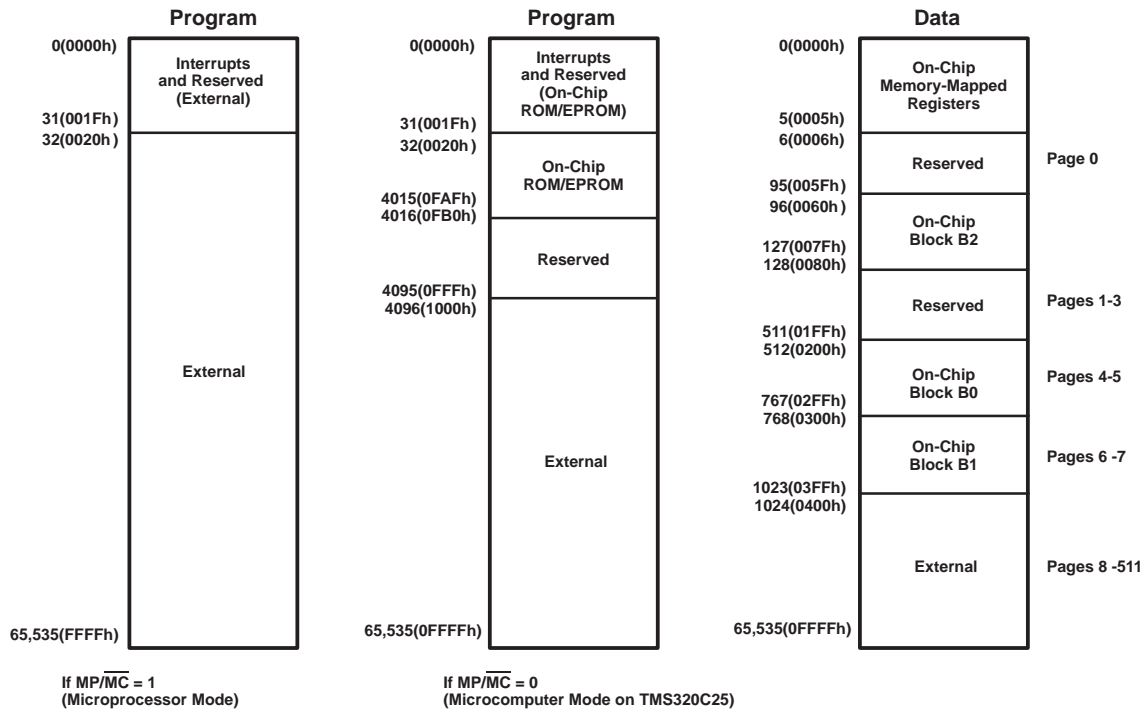 Program
0(0000h)
Interrupts
and Reserved
(External)
31(001Fh)
32(0020h)
External
65,535(FFFFh)
If MP/MC = 1
(Microprocessor Mode)
Program
0(0000h)
Interrupts
and Reserved
(On-Chip
ROM/EPROM)
31(001Fh)
32(0020h)
On-Chip
ROM/EPROM
4015(0FAFh)
4016(0FB0h)
Reserved
4095(0FFFh)
4096(1000h)
External
65,535(0FFFFh)
If MP/MC = 0
(Microcomputer Mode on TMS320C25)
Data
0(0000h)
On-Chip
Memory-Mapped
Registers
5(0005h)
6(0006h)
Reserved
Page 0
95(005Fh)
96(0060h)
On-Chip
Block B2
127(007Fh)
128(0080h)
Reserved
Pages 1-3
511(01FFh)
512(0200h)
On-Chip
Block B0
Pages 4-5
767(02FFh)
768(0300h)
On-Chip
Block B1
Pages 6 -7
1023(03FFh)
1024(0400h)
External
Pages 8 -511
65,535(0FFFFh)